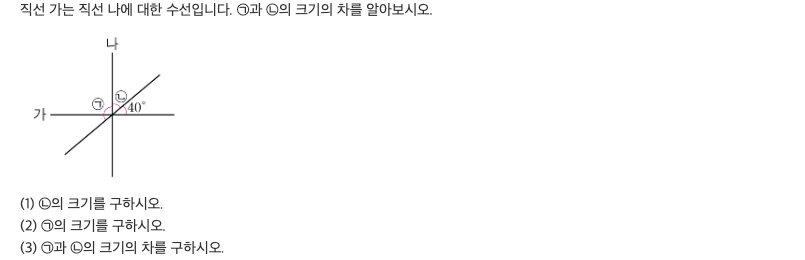 직선 가는 직선 나에 대한 수선입니다. ㉠과 ㉡의 크기의 차를 알아보시오.
나
㉠ ㉡
가 40°
(1) ㉡의 크기를 구하시오.
(2) ㉠의 크기를 구하시오.
(3) ㉠과 ㉡의 크기의 차를 구하시오.